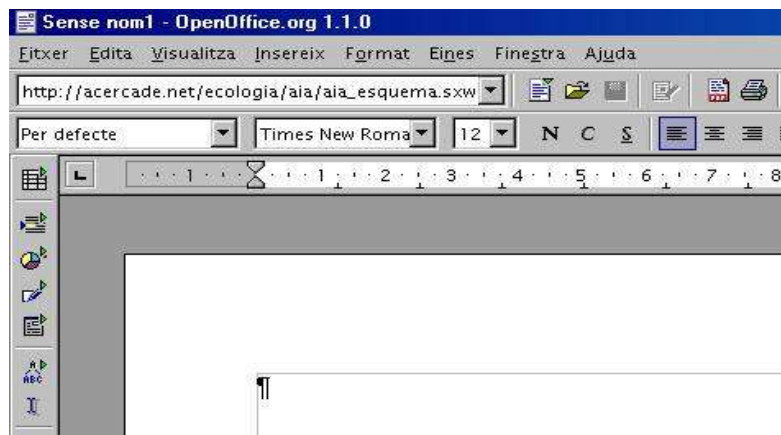 Sense nom1 - OpenOffice.org 1.1.0
Fitxer Edita Visualitza Insereix Format Eines Finestra Ajuda
http://acercade.net/ecologia/aia/aia_esquema.sxw
Per defecte Times New Roma 12 N C S
1 1 2 3 4 5 6 7 8
ABC
¶